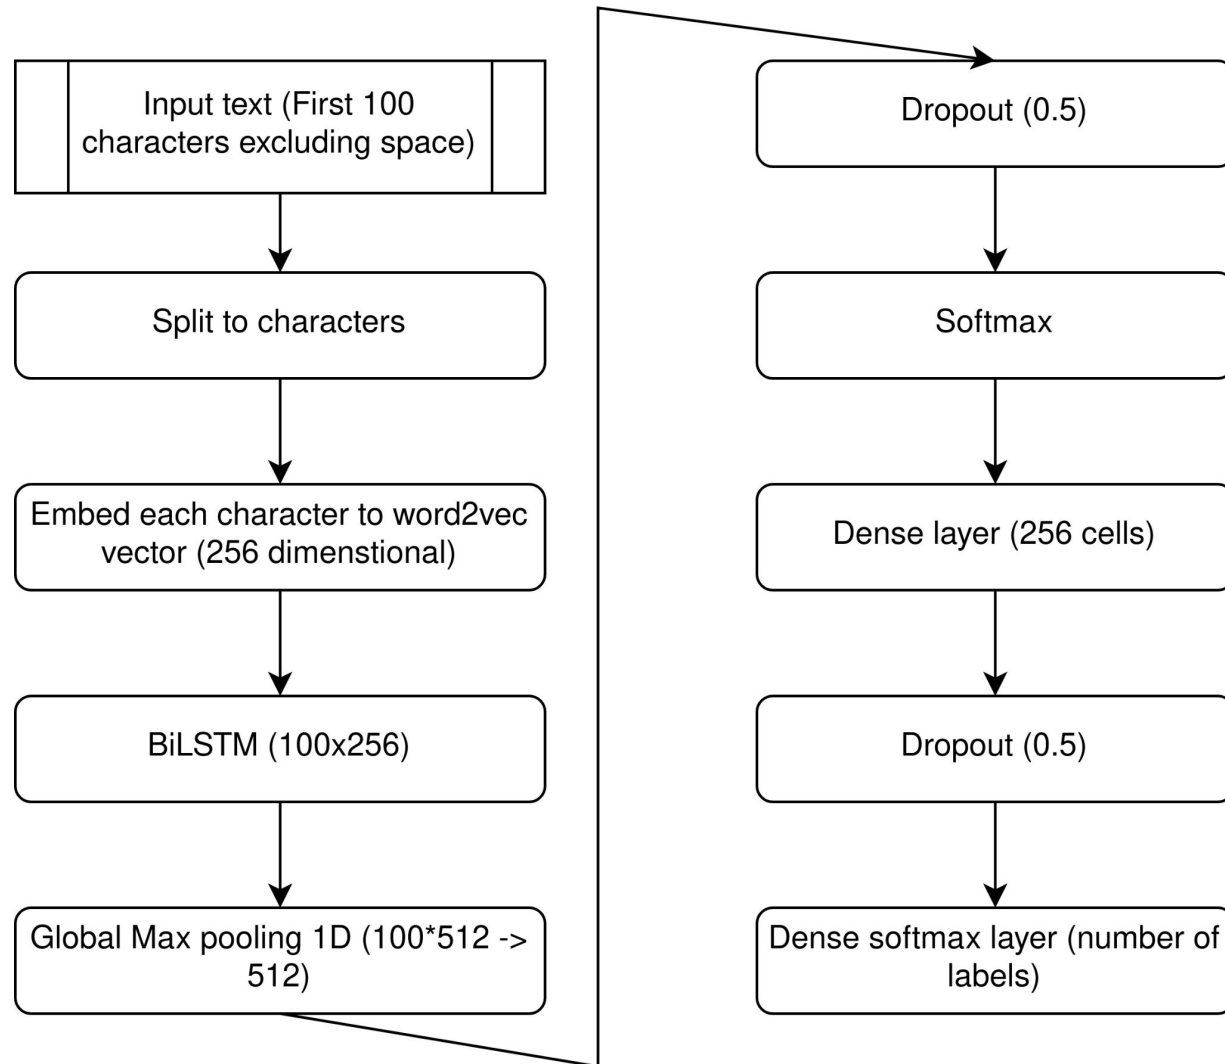 Input text (First 100
characters excluding space)
Split to characters
Embed each character to word2vec
vector (256 dimenstional)
BiLSTM (100x256)
Global Max pooling 1D (100*512 ->
512)
Dropout (0.5)
Softmax
Dense layer (256 cells)
Dropout (0.5)
Dense softmax layer (number of
labels)